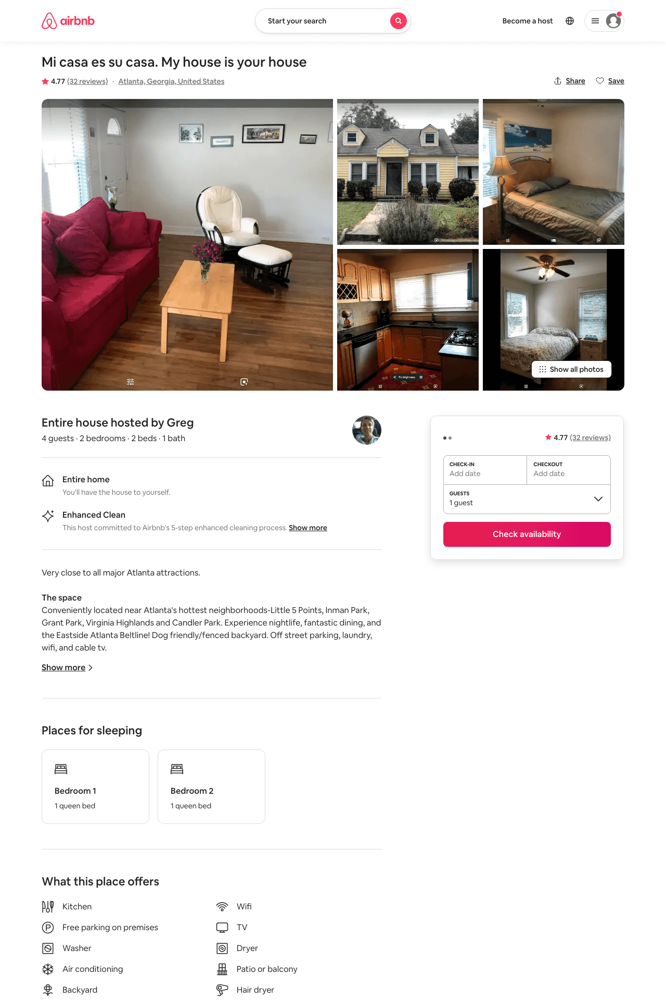 airbnb
Start your search
Become a host
Mi casa es su casa. My house is your house
4.77 (32 reviews) · Atlanta, Georgia, United States
Share
Save
Fix brightness
Show all photos
Entire house hosted by Greg
4 guests · 2 bedrooms · 2 beds · 1 bath
4.77 (32 reviews)
CHECK-IN
Add date
CHECKOUT
Add date
GUESTS
1 guest
Check availability
Entire home
You’ll have the house to yourself.
Enhanced Clean
This host committed to Airbnb's 5-step enhanced cleaning process. Show more
Very close to all major Atlanta attractions.
The space
Conveniently located near Atlanta's hottest neighborhoods-Little 5 Points, Inman Park,
Grant Park, Virginia Highlands and Candler Park. Experience nightlife, fantastic dining, and
the Eastside Atlanta Beltline! Dog friendly/fenced backyard. Off street parking, laundry,
wifi, and cable tv.
Show more
Places for sleeping
Bedroom 1
1 queen bed
Bedroom 2
1 queen bed
What this place offers
Kitchen
Wifi
Free parking on premises
TV
Washer
Dryer
Air conditioning
Patio or balcony
Backyard
Hair dryer